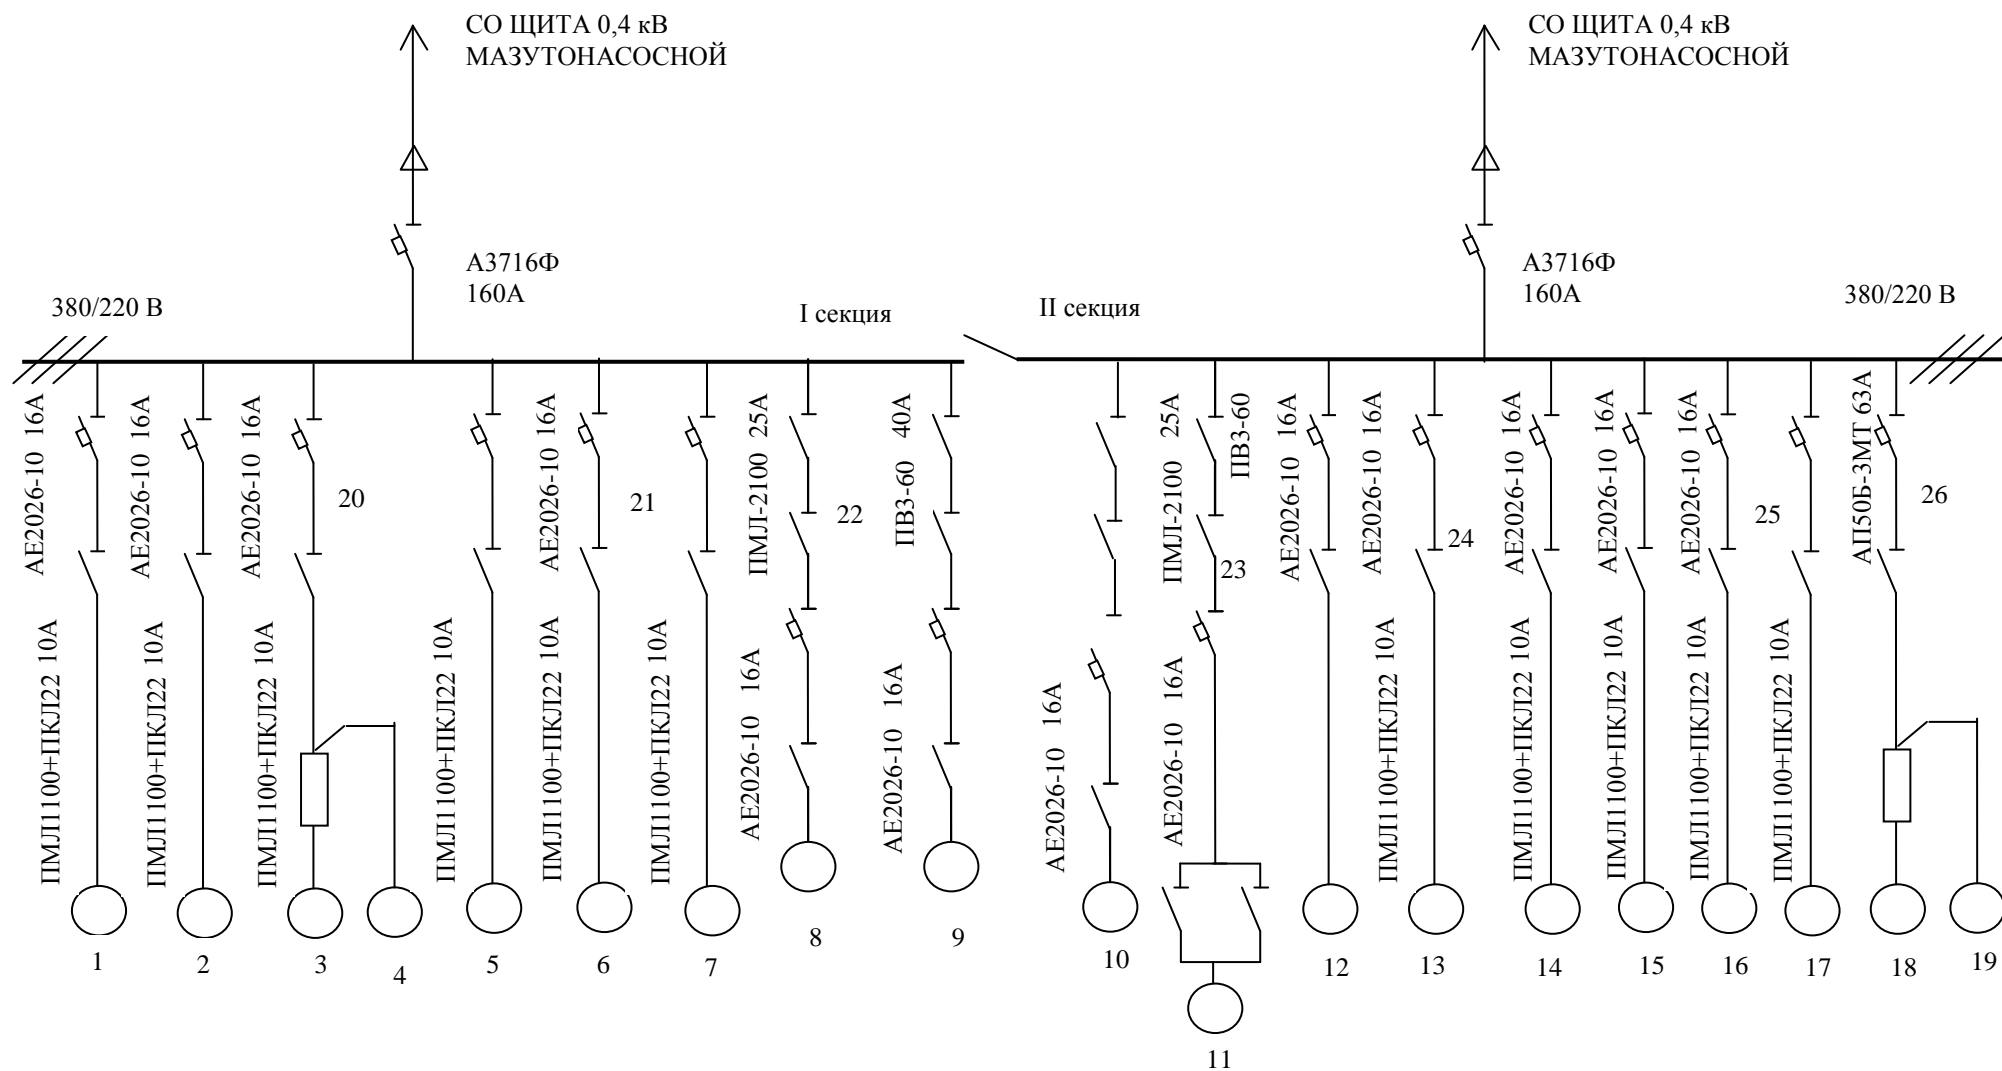 СО ЩИТА 0,4 кВ
МАЗУТОНАСОСНОЙ
СО ЩИТА 0,4 кВ
МАЗУТОНАСОСНОЙ
А3716Ф
160А
А3716Ф
160А
380/220 В
I секция
II секция
380/220 В
АЕ2026-10 16А
АЕ2026-10 16А
АЕ2026-10 16А
АЕ2026-10 16А
ПМЛ-2100 25А
ПВ3-60 40А
ПМЛ-2100 25А
ПВ3-60
АЕ2026-10 16А
АЕ2026-10 16А
АЕ2026-10 16А
АЕ2026-10 16А
АЕ2026-10 16А
АП50Б-3МТ 63А
20
21
22
23
24
25
26
ПМЛ1100+ПКЛ22 10А
ПМЛ1100+ПКЛ22 10А
ПМЛ1100+ПКЛ22 10А
ПМЛ1100+ПКЛ22 10А
ПМЛ1100+ПКЛ22 10А
ПМЛ1100+ПКЛ22 10А
АЕ2026-10 16А
АЕ2026-10 16А
АЕ2026-10 16А
АЕ2026-10 16А
ПМЛ1100+ПКЛ22 10А
ПМЛ1100+ПКЛ22 10А
ПМЛ1100+ПКЛ22 10А
ПМЛ1100+ПКЛ22 10А
ПМЛ1100+ПКЛ22 10А
1
2
3
4
5
6
7
8
9
10
11
12
13
14
15
16
17
18
19